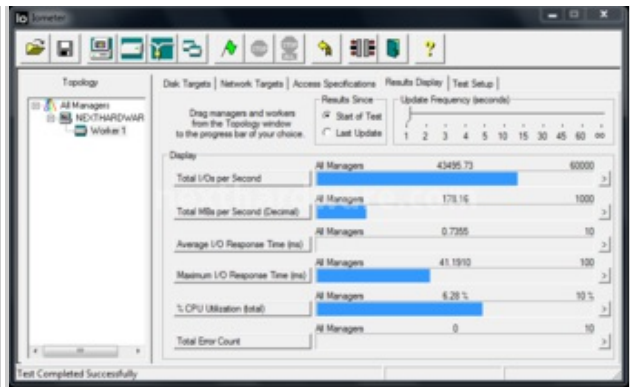 Iometer
Topology
All Managers
NEXTHARDWAR
Worker 1
Disk Targets
Network Targets
Access Specifications
Results Display
Test Setup
Drag managers and workers
from the Topology window
to the progress bar of your choice.
Results Since
Start of Test
Last Update
Update Frequency (seconds)
1 2 3 4 5 10 15 30 45 60 ∞
Display
All Managers 43495.73 60000
Total I/Os per Second
All Managers 178.16 1000
Total MBs per Second (Decimal)
All Managers 0.7355 10
Average I/O Response Time (ms)
All Managers 41.1910 100
Maximum I/O Response Time (ms)
All Managers 6.28 % 10 %
% CPU Utilization (total)
All Managers 0 10
Total Error Count
Test Completed Successfully